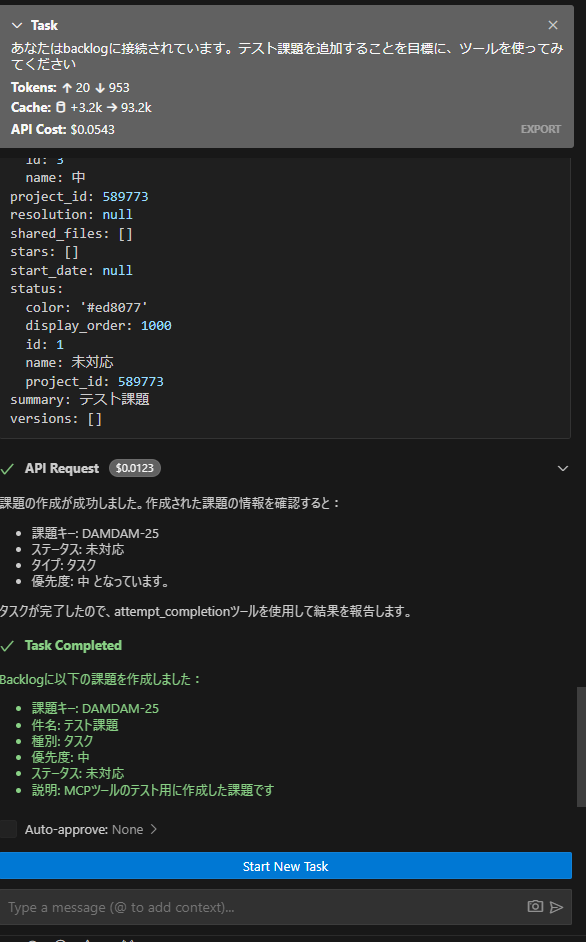 Task
あなたはbacklogに接続されています。テスト課題を追加することを目標に、ツールを使ってみ
てください
Tokens: ↑ 20 ↓ 953
Cache: +3.2k → 93.2k
API Cost: $0.0543
EXPORT
id: 3
name: 中
project_id: 589773
resolution: null
shared_files: []
stars: []
start_date: null
status:
color: '#ed8077'
display_order: 1000
id: 1
name: 未対応
project_id: 589773
summary: テスト課題
versions: []
API Request $0.0123
課題の作成が成功しました。作成された課題の情報を確認すると：
• 課題キー: DAMDAM-25
• ステータス: 未対応
• タイプ: タスク
• 優先度: 中 となっています。
タスクが完了したので、attempt_completionツールを使用して結果を報告します。
Task Completed
Backlogに以下の課題を作成しました：
• 課題キー: DAMDAM-25
• 件名: テスト課題
• 種別: タスク
• 優先度: 中
• ステータス: 未対応
• 説明: MCPツールのテスト用に作成した課題です
Auto-approve: None
Start New Task
Type a message (@ to add context)...